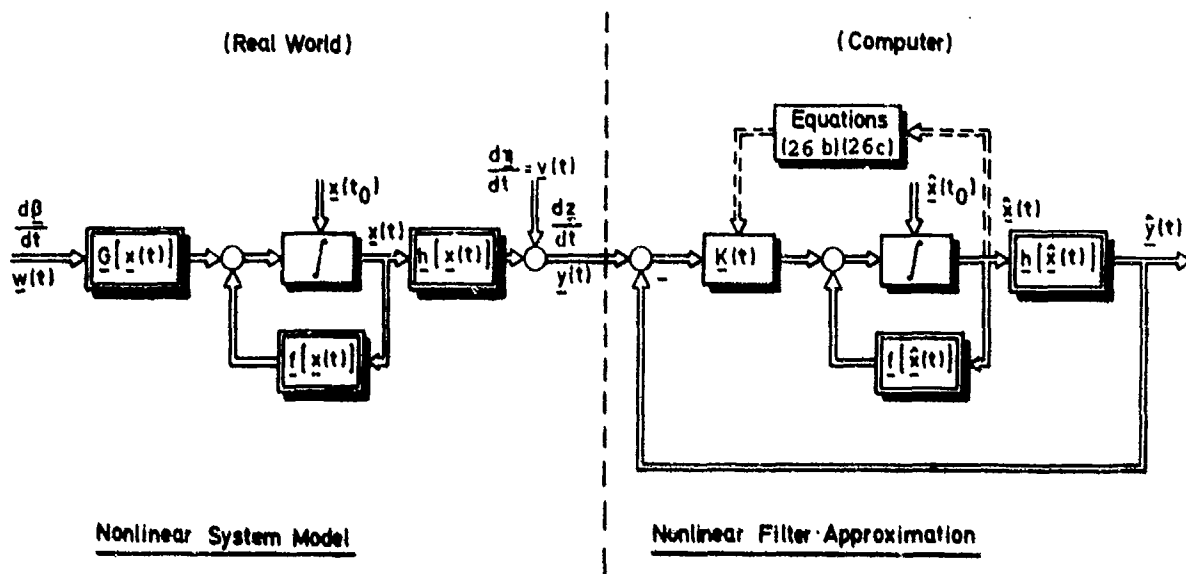 (Real World)
(Computer)
Equations
(26 b)(26c)
dη/dt = v(t)
x(t₀)
x̂(t₀)
dβ/dt
w(t)
G[x(t)]
∫
x(t)
h[x(t)]
dz/dt
y(t)
-
K(t)
∫
x̂(t)
h[x̂(t)]
ŷ(t)
f[x(t)]
f[x̂(t)]
Nonlinear System Model
Nonlinear Filter Approximation